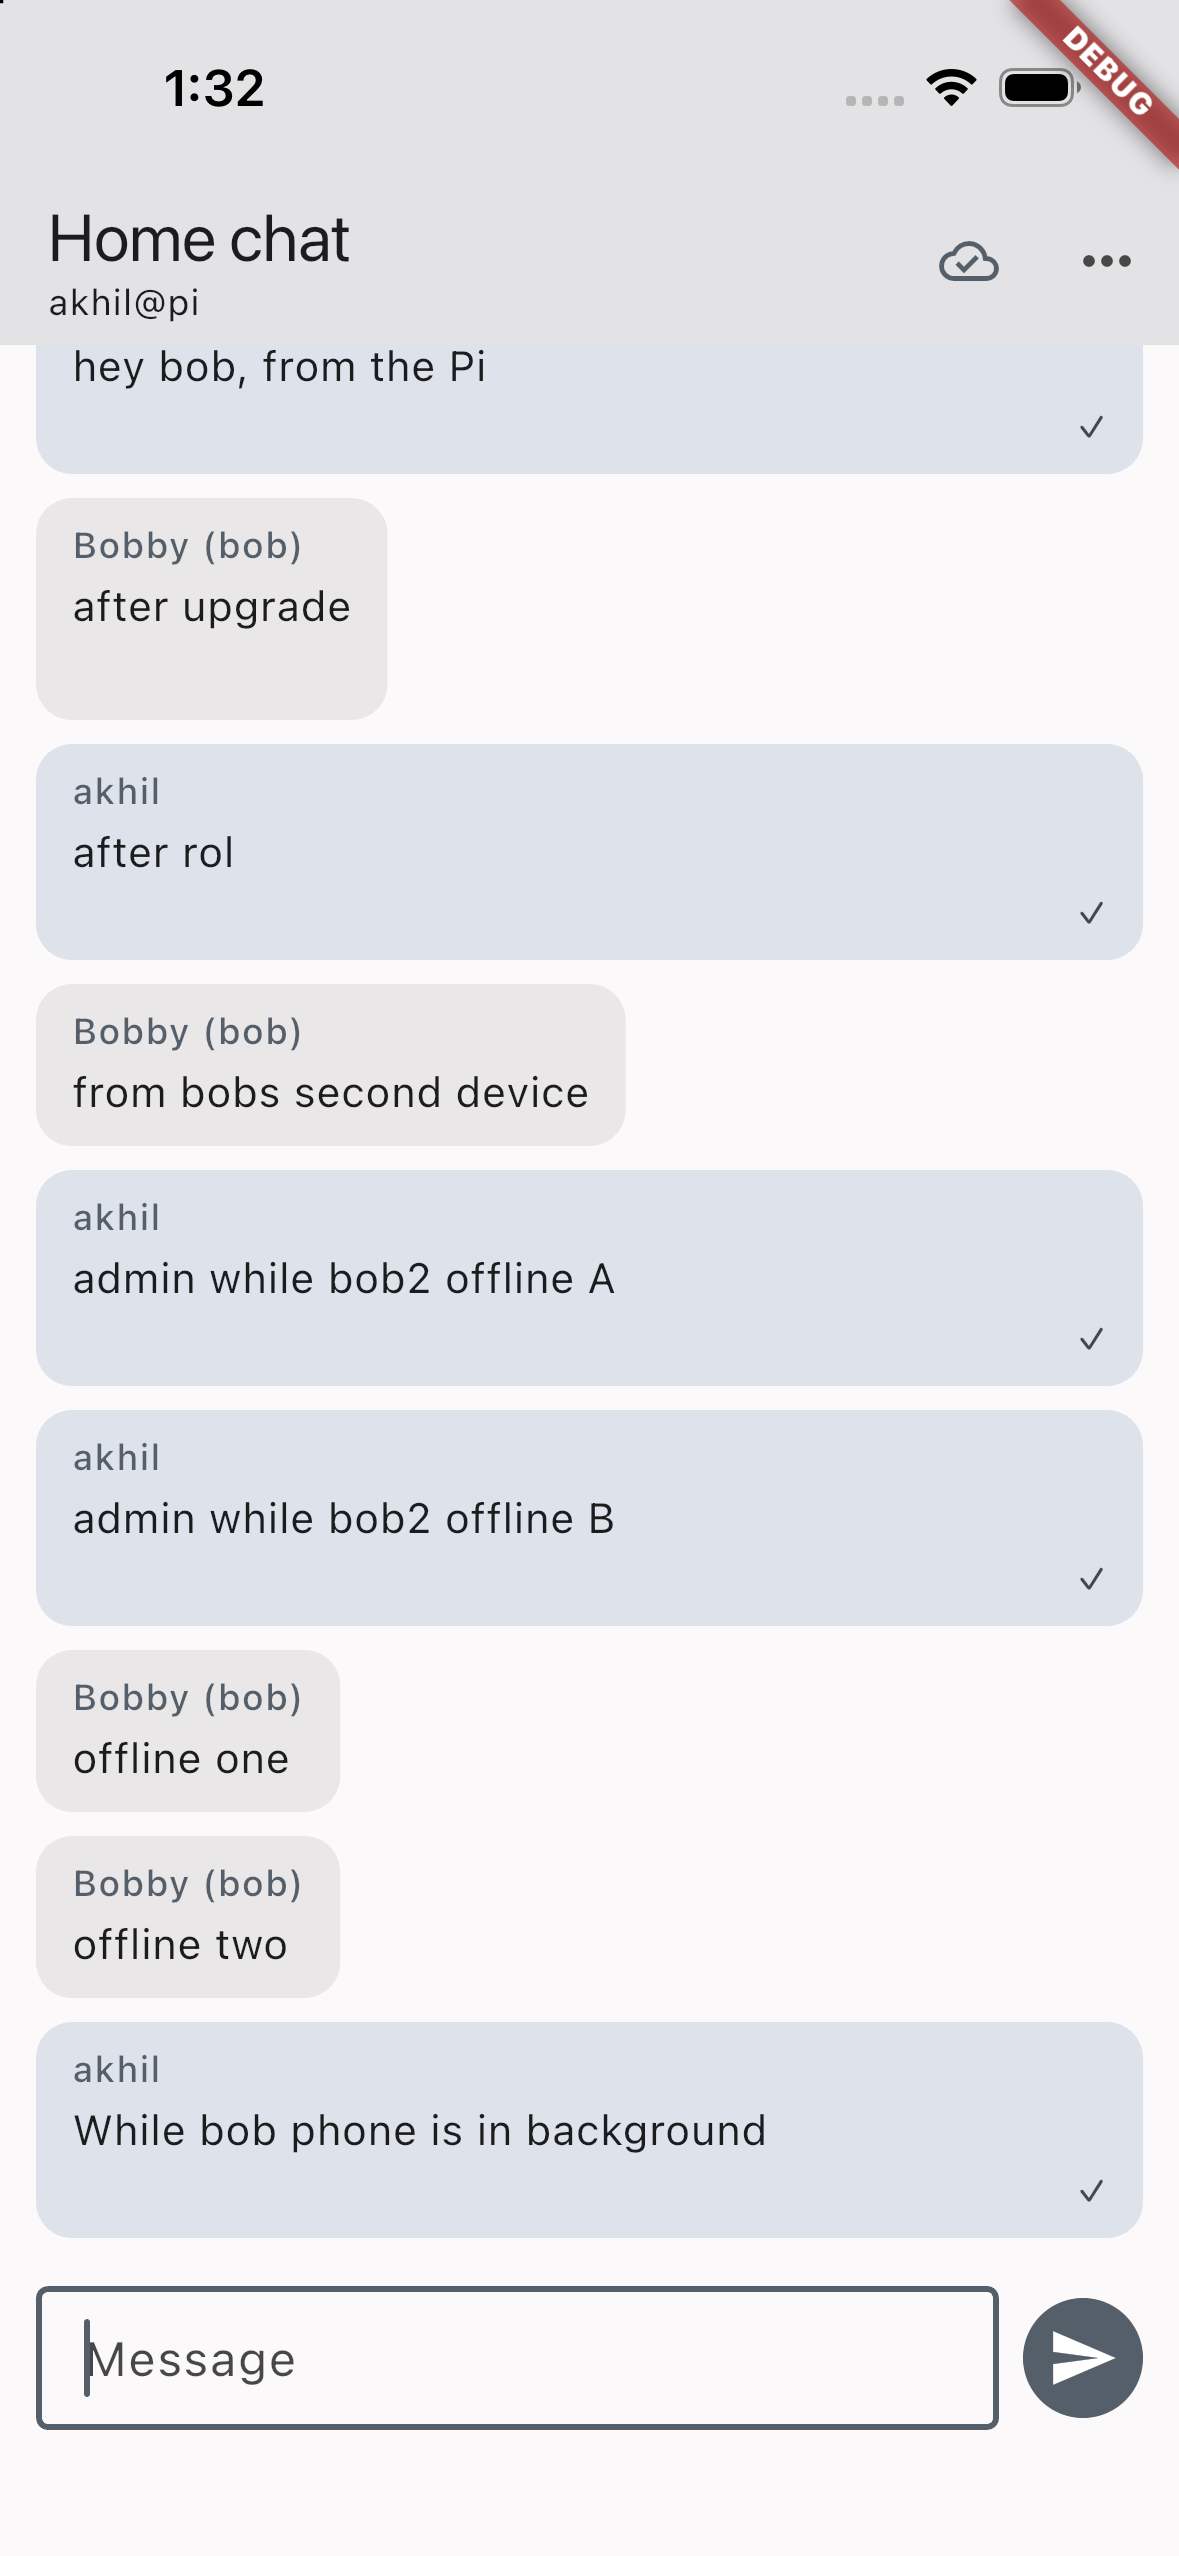 1:32
DEBUG
Home chat
akhil@pi
hey bob, from the Pi
Bobby (bob)
after upgrade
akhil
after rol
Bobby (bob)
from bobs second device
akhil
admin while bob2 offline A
akhil
admin while bob2 offline B
Bobby (bob)
offline one
Bobby (bob)
offline two
akhil
While bob phone is in background
Message